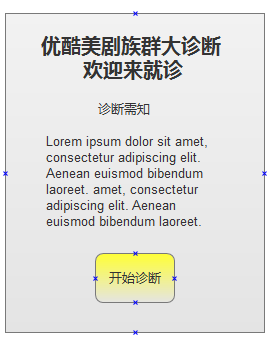 优酷美剧族群大诊断
欢迎来就诊
诊断需知
Lorem ipsum dolor sit amet,
consectetur adipiscing elit.
Aenean euismod bibendum
laoreet. amet, consectetur
adipiscing elit. Aenean
euismod bibendum laoreet.
开始诊断